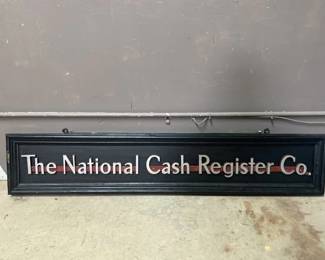 The National Cash Register Co.